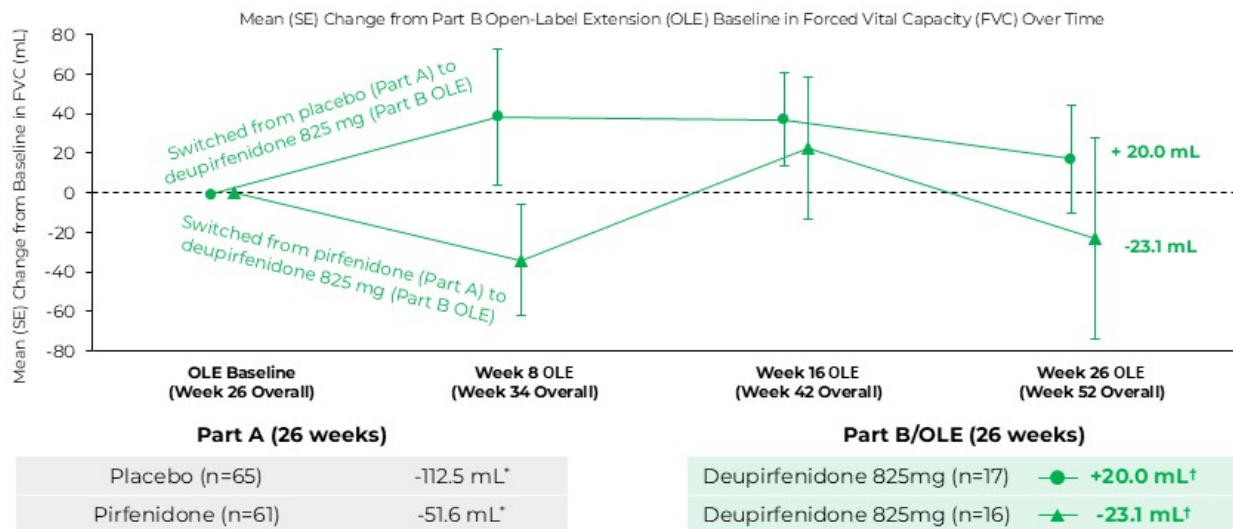 Mean (SE) Change from Part B Open-Label Extension (OLE) Baseline in Forced Vital Capacity (FVC) Over Time
Mean (SE) Change from Baseline in FVC (mL)
80
60
40
20
0
-20
-40
-60
-80
Switched from placebo (Part A) to
deupirfenidone 825 mg (Part B OLE)
Switched from pirfenidone (Part A) to
deupirfenidone 825 mg (Part B OLE)
+ 20.0 mL
-23.1 mL
OLE Baseline
(Week 26 Overall)
Week 8 OLE
(Week 34 Overall)
Week 16 OLE
(Week 42 Overall)
Week 26 OLE
(Week 52 Overall)
Part A (26 weeks)
Placebo (n=65) -112.5 mL*
Pirfenidone (n=61) -51.6 mL*
Part B/OLE (26 weeks)
Deupirfenidone 825mg (n=17) +20.0 mL†
Deupirfenidone 825mg (n=16) -23.1 mL†